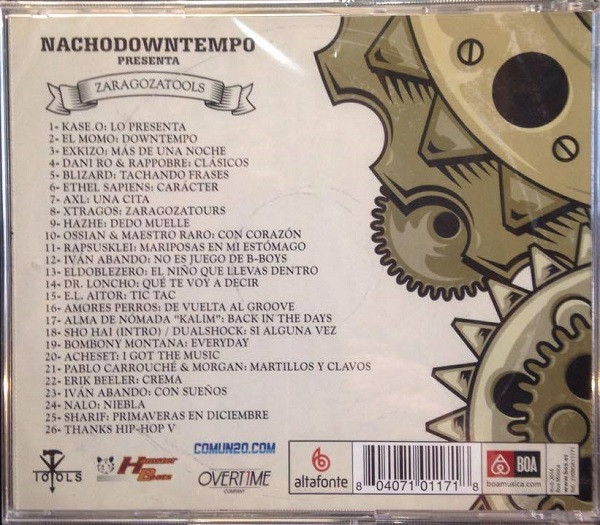 NACHODOWNTEMPO
PRESENTA
ZARAGOZATOOLS
1- KASE.O: LO PRESENTA
2- EL MOMO: DOWNTEMPO
3- EXKIZO: MÁS DE UNA NOCHE
4- DANI RO & RAPPOBRE: CLÁSICOS
5- BLIZARD: TACHANDO FRASES
6- ETHEL SAPIENS: CARÁCTER
7- AXL: UNA CITA
8- XTRAGOS: ZARAGOZATOURS
9- HAZHE: DEDO MUELLE
10- OSSIAN & MAESTRO RARO: CON CORAZÓN
11- RAPSUSKLEI: MARIPOSAS EN MI ESTÓMAGO
12- IVÁN ABANDO: NO ES JUEGO DE B-BOYS
13- ELDOBLEZERO: EL NIÑO QUE LLEVAS DENTRO
14- DR. LONCHO: QUÉ TE VOY A DECIR
15- E.L. AITOR: TIC TAC
16- AMORES PERROS: DE VUELTA AL GROOVE
17- ALMA DE NÓMADA "KALIM": BACK IN THE DAYS
18- SHO HAI (INTRO) / DUALSHOCK: SI ALGUNA VEZ
19- BOMBONY MONTANA: EVERYDAY
20- ACHESET: I GOT THE MUSIC
21- PABLO CARROUCHÉ & MORGAN: MARTILLOS Y CLAVOS
22- ERIK BEELER: CREMA
23- IVÁN ABANDO: CON SUEÑOS
24- NALO: NIEBLA
25- SHARIF: PRIMAVERAS EN DICIEMBRE
26- THANKS HIP-HOP V
TOOLS
Hamster
Beats
COMUN20.COM
OVERTIME
COMPANY
altafonte
8 04071 01171 8
BOA
boamusica.com